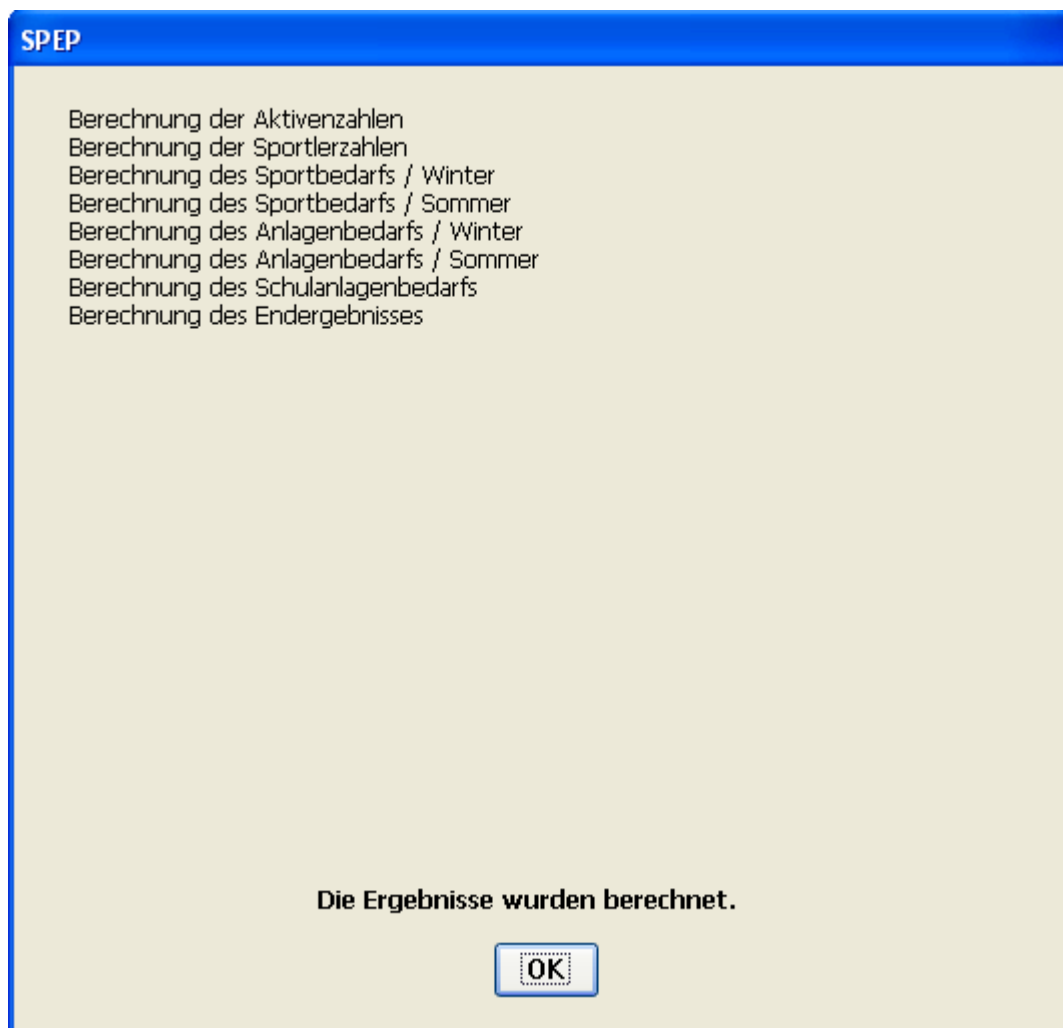 SPEP
Berechnung der Aktivenzahlen
Berechnung der Sportlerzahlen
Berechnung des Sportbedarfs / Winter
Berechnung des Sportbedarfs / Sommer
Berechnung des Anlagenbedarfs / Winter
Berechnung des Anlagenbedarfs / Sommer
Berechnung des Schulanlagenbedarfs
Berechnung des Endergebnisses
Die Ergebnisse wurden berechnet.
OK